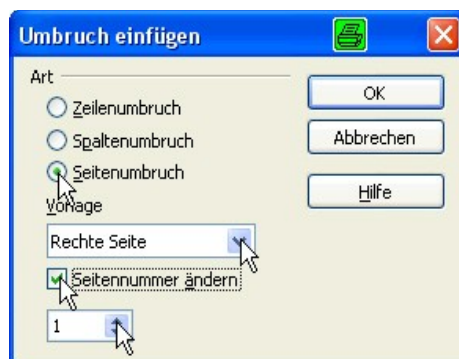 Umbruch einfügen
Art
Zeilenumbruch
Spaltenumbruch
Seitenumbruch
Vorlage
Rechte Seite
Seitennummer ändern
1
OK
Abbrechen
Hilfe